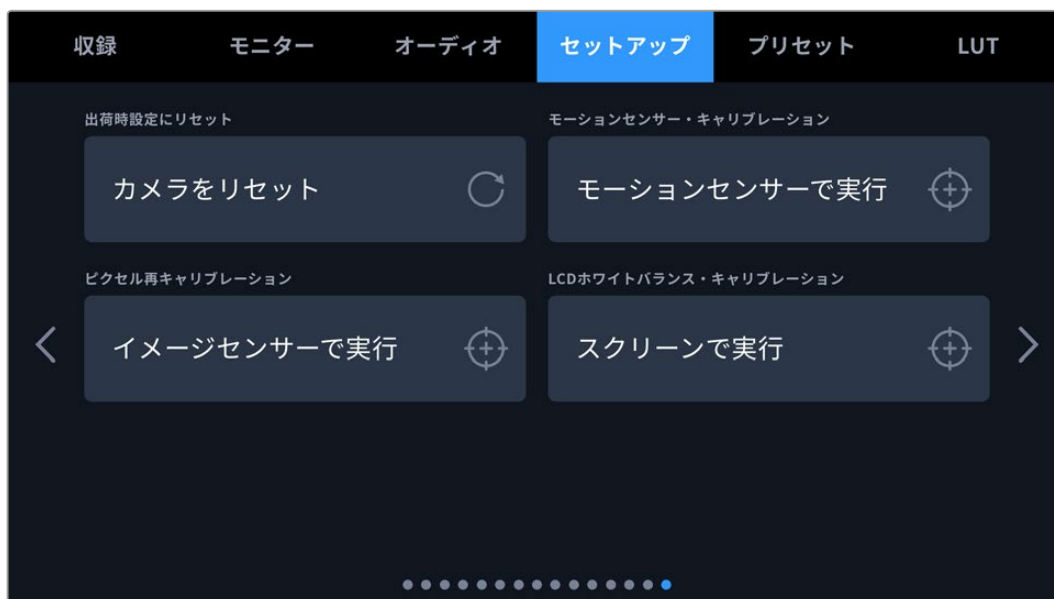 収録 モニター オーディオ セットアップ プリセット LUT
出荷時設定にリセット
カメラをリセット
モーションセンサー・キャリブレーション
モーションセンサーで実行
ピクセル再キャリブレーション
イメージセンサーで実行
LCDホワイトバランス・キャリブレーション
スクリーンで実行